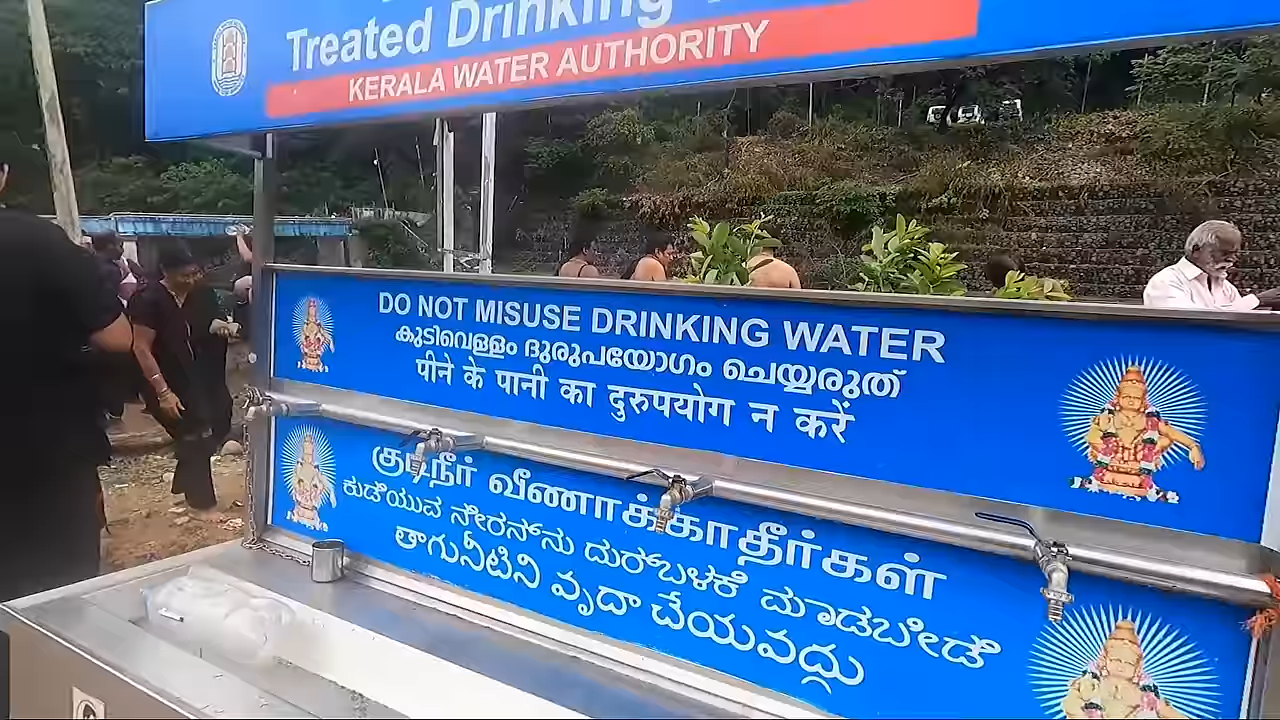 Treated Drinking
KERALA WATER AUTHORITY
DO NOT MISUSE DRINKING WATER
കുടിവെള്ളം ദുരുപയോഗം ചെയ്യരുത്
पीने के पानी का दुरुपयोग न करें
குடிநீர் வீணாக்காதீர்கள்
ಕುಡೆಯುವ ನೇರನ್ನು ದುರ್ಬಳಕೆ ಮಾಡಬೇಡೆ
తాగునీటిని వృదా చేయవద్దు